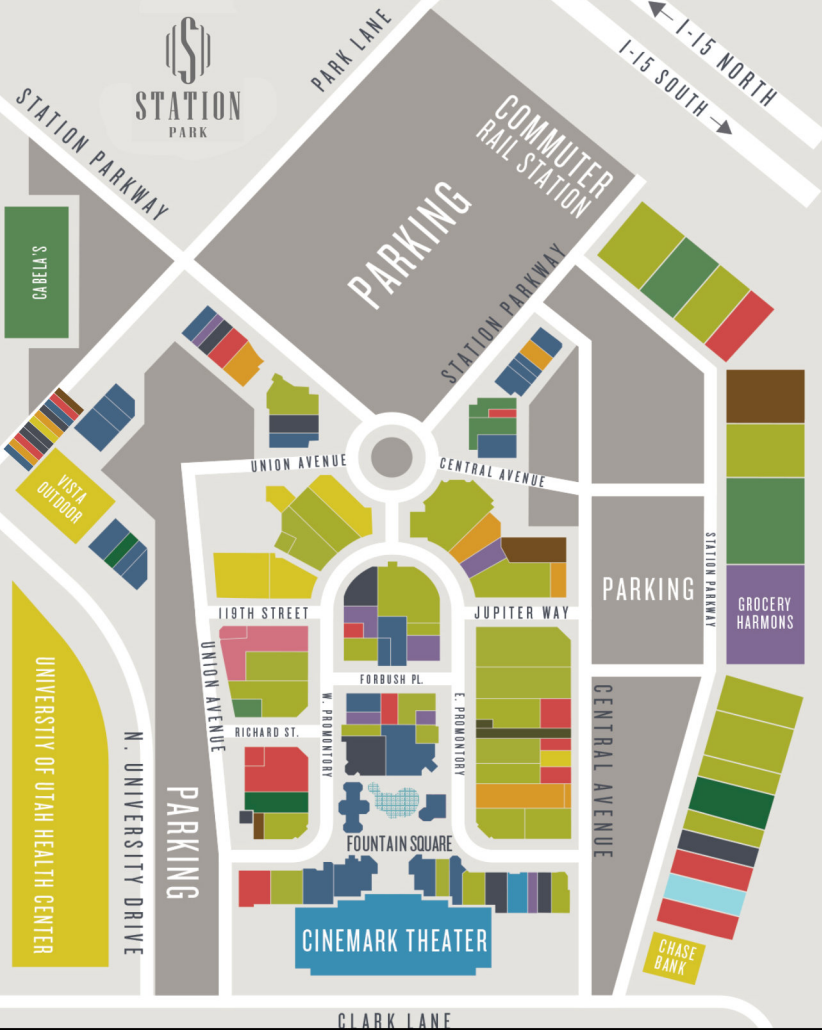 STATION
PARK
PARK LANE
I-15 NORTH
I-15 SOUTH
STATION PARKWAY
COMMUTER
RAIL STATION
PARKING
CABELA'S
STATION PARKWAY
UNION AVENUE
CENTRAL AVENUE
VISTA
OUTDOOR
119TH STREET
JUPITER WAY
PARKING
STATION PARKWAY
GROCERY
HARMONS
UNIVERSTIY OF UTAH HEALTH CENTER
N. UNIVERSITY DRIVE
UNION AVENUE
FORBUSH PL.
RICHARD ST.
W. PROMONTORY
E. PROMONTORY
CENTRAL AVENUE
PARKING
FOUNTAIN SQUARE
CINEMARK THEATER
CHASE
BANK
CLARK LANE